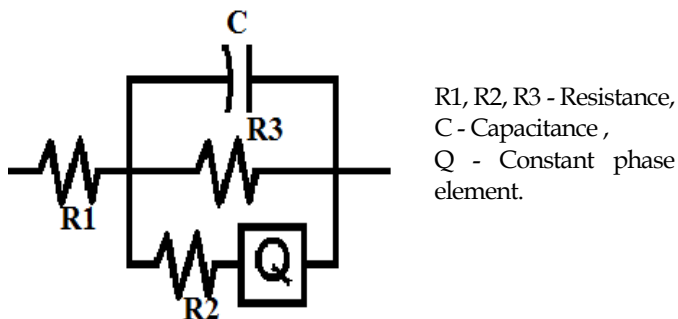 C
R3
R1
Q
R2
R1, R2, R3 - Resistance,
C - Capacitance ,
Q - Constant phase
element.